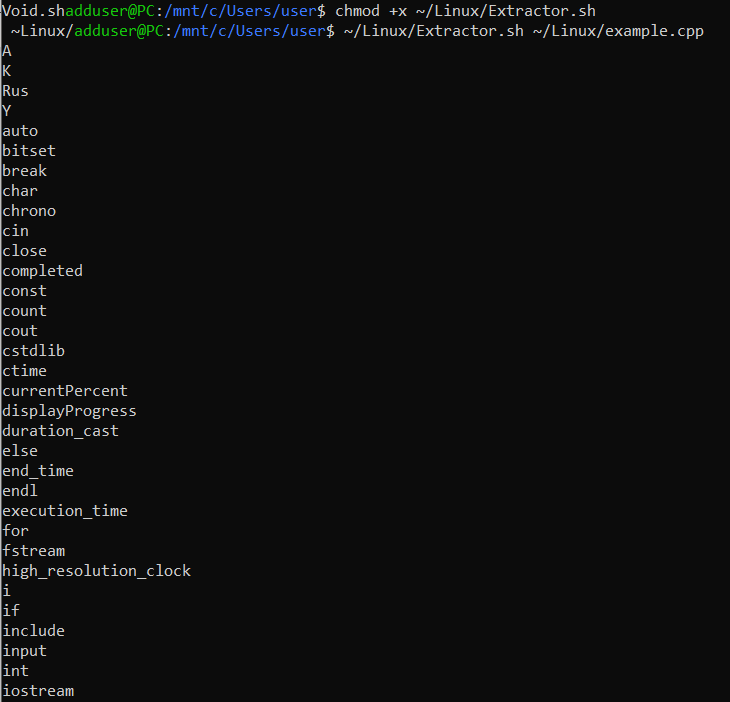 Void.shadduser@PC:/mnt/c/Users/user$ chmod +x ~/Linux/Extractor.sh
~Linux/adduser@PC:/mnt/c/Users/user$ ~/Linux/Extractor.sh ~/Linux/example.cpp
A
K
Rus
Y
auto
bitset
break
char
chrono
cin
close
completed
const
count
cout
cstdlib
ctime
currentPercent
displayProgress
duration_cast
else
end_time
endl
execution_time
for
fstream
high_resolution_clock
i
if
include
input
int
iostream